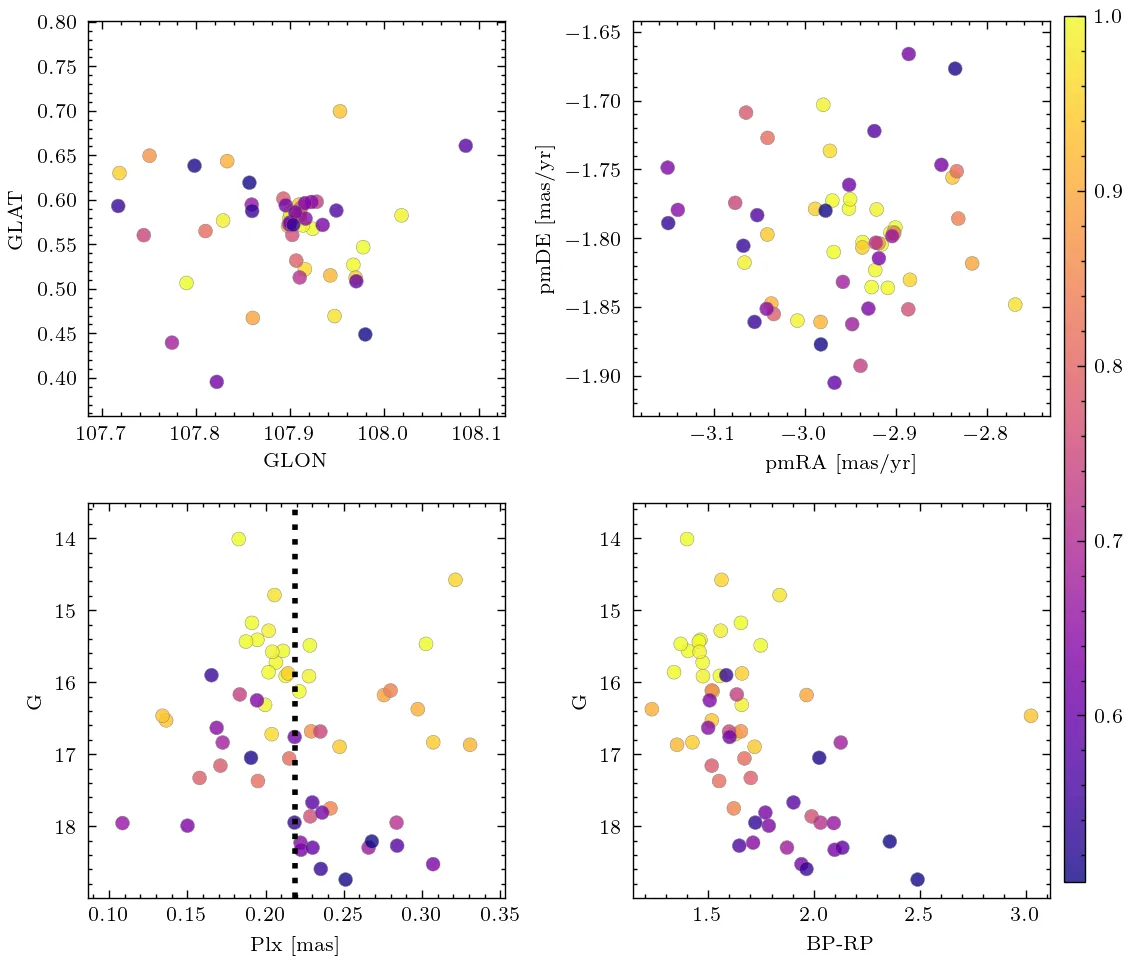 0.80
0.75
0.70
0.65
0.60
0.55
0.50
0.45
0.40
GLAT
107.7 107.8 107.9 108.0 108.1
GLON
−1.65
−1.70
−1.75
−1.80
−1.85
−1.90
pmDE [mas/yr]
−3.1 −3.0 −2.9 −2.8
pmRA [mas/yr]
1.0
0.9
0.8
0.7
0.6
14
15
16
17
18
G
0.10 0.15 0.20 0.25 0.30 0.35
Plx [mas]
14
15
16
17
18
G
1.5 2.0 2.5 3.0
BP-RP